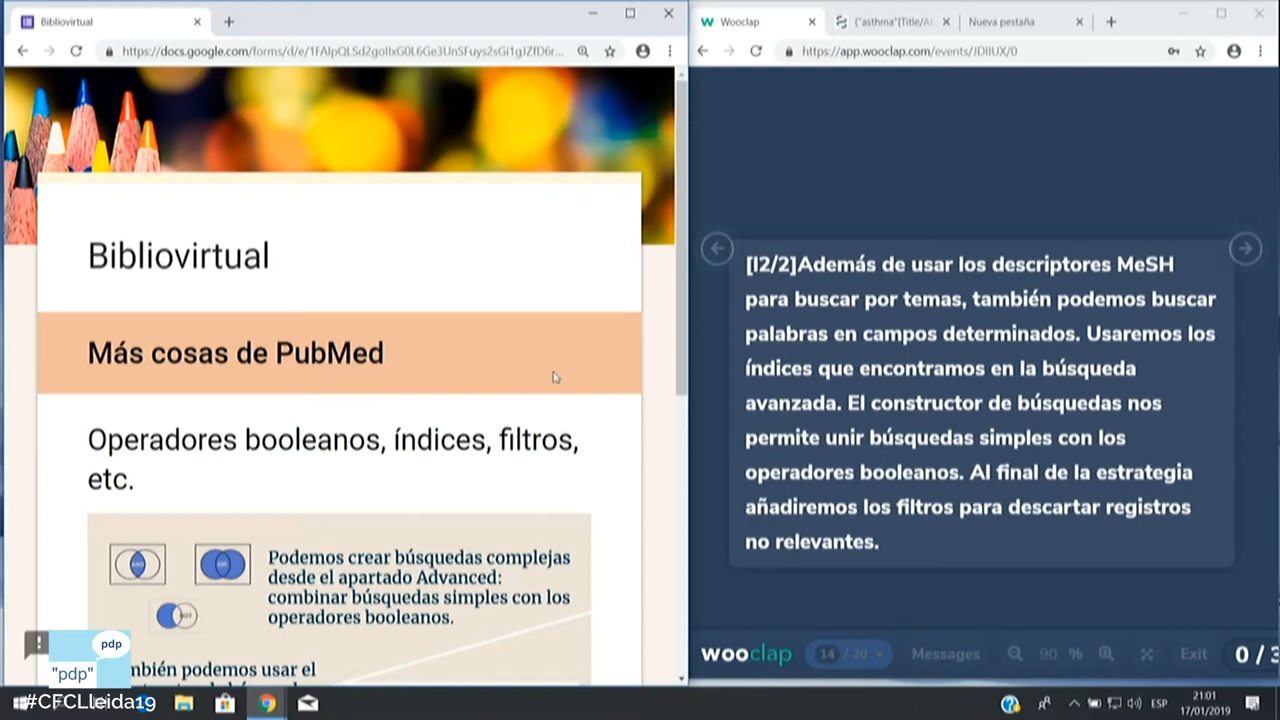 Bibliovirtual
https://docs.google.com/forms/d/e/1FAIpQLSd2golIxG0L6Ge3UnSFuys2sGi1gJZfD6r...
Bibliovirtual
Más cosas de PubMed
Operadores booleanos, índices, filtros,
etc.
AND
OR
NOT
Podemos crear búsquedas complejas
desde el apartado Advanced:
combinar búsquedas simples con los
operadores booleanos.
podemos usar el
pdp
"pdp"
#CFCLleida19
Wooclap
("asthma"[Title/A
Nueva pestaña
https://app.wooclap.com/events/JDIIUX/0
[I2/2]Además de usar los descriptores MeSH
para buscar por temas, también podemos buscar
palabras en campos determinados. Usaremos los
índices que encontramos en la búsqueda
avanzada. El constructor de búsquedas nos
permite unir búsquedas simples con los
operadores booleanos. Al final de la estrategia
añadiremos los filtros para descartar registros
no relevantes.
wooclap
14 / 20
Messages
90 %
Exit
0 / 3
ESP
21:01
17/01/2019